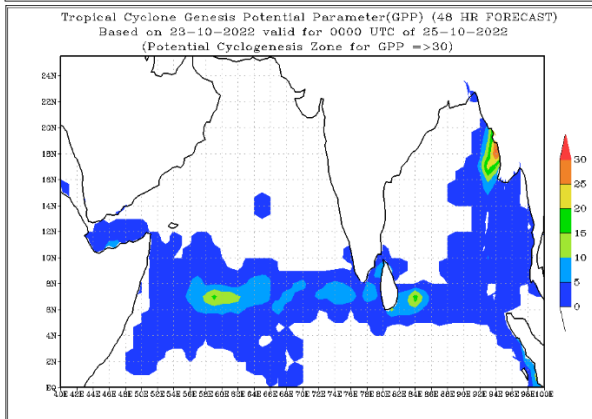 Tropical Cyclone Genesis Potential Parameter(GPP) (48 HR FORECAST)
Based on 23-10-2022 valid for 0000 UTC of 25-10-2022
(Potential Cyclogenesis Zone for GPP =>30)
24N
20N
18N
16N
14N
12N
10N
8N
6N
4N
2N
EQ
30
25
20
15
10
5
0
40E 42E 44E 46E 48E 50E 52E 54E 56E 58E 60E 62E 64E 66E 68E 70E 72E 74E 76E 78E 80E 82E 84E 86E 88E 90E 92E 94E 96E 98E 100E